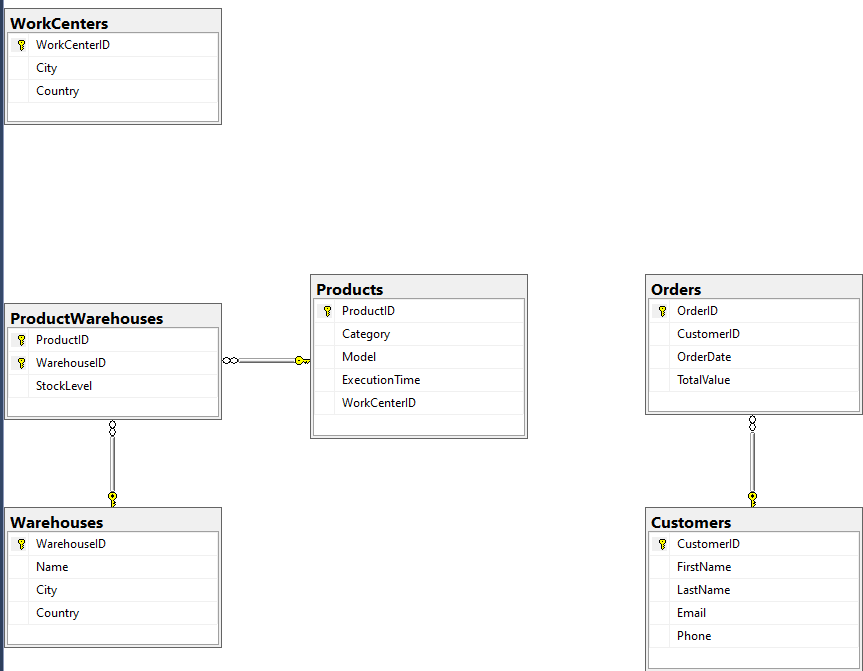 WorkCenters
WorkCenterID
City
Country
ProductWarehouses
ProductID
WarehouseID
StockLevel
Products
ProductID
Category
Model
ExecutionTime
WorkCenterID
Orders
OrderID
CustomerID
OrderDate
TotalValue
Warehouses
WarehouseID
Name
City
Country
Customers
CustomerID
FirstName
LastName
Email
Phone